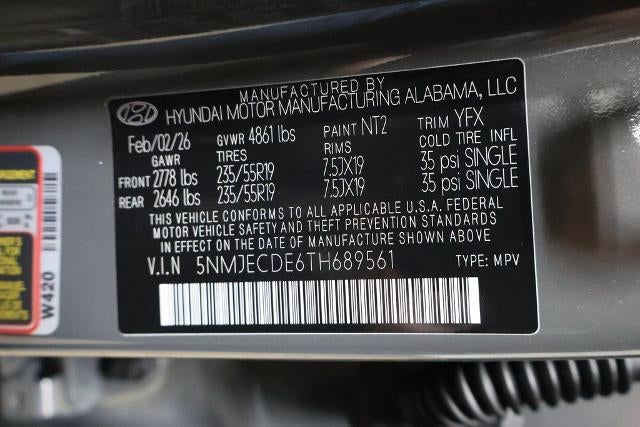 MANUFACTURED BY
HYUNDAI MOTOR MANUFACTURING ALABAMA, LLC
Feb/02/26 GVWR 4861 lbs PAINT NT2 TRIM YFX
GAWR TIRES RIMS COLD TIRE INFL
FRONT 2778 lbs 235/55R19 7.5JX19 35 psi SINGLE
REAR 2646 lbs 235/55R19 7.5JX19 35 psi SINGLE
THIS VEHICLE CONFORMS TO ALL APPLICABLE U.S.A. FEDERAL
MOTOR VEHICLE SAFETY AND THEFT PREVENTION STANDARDS
IN EFFECT ON THE DATE OF MANUFACTURE SHOWN ABOVE.
V.I.N 5NMJECDE6TH689561 TYPE: MPV
W420